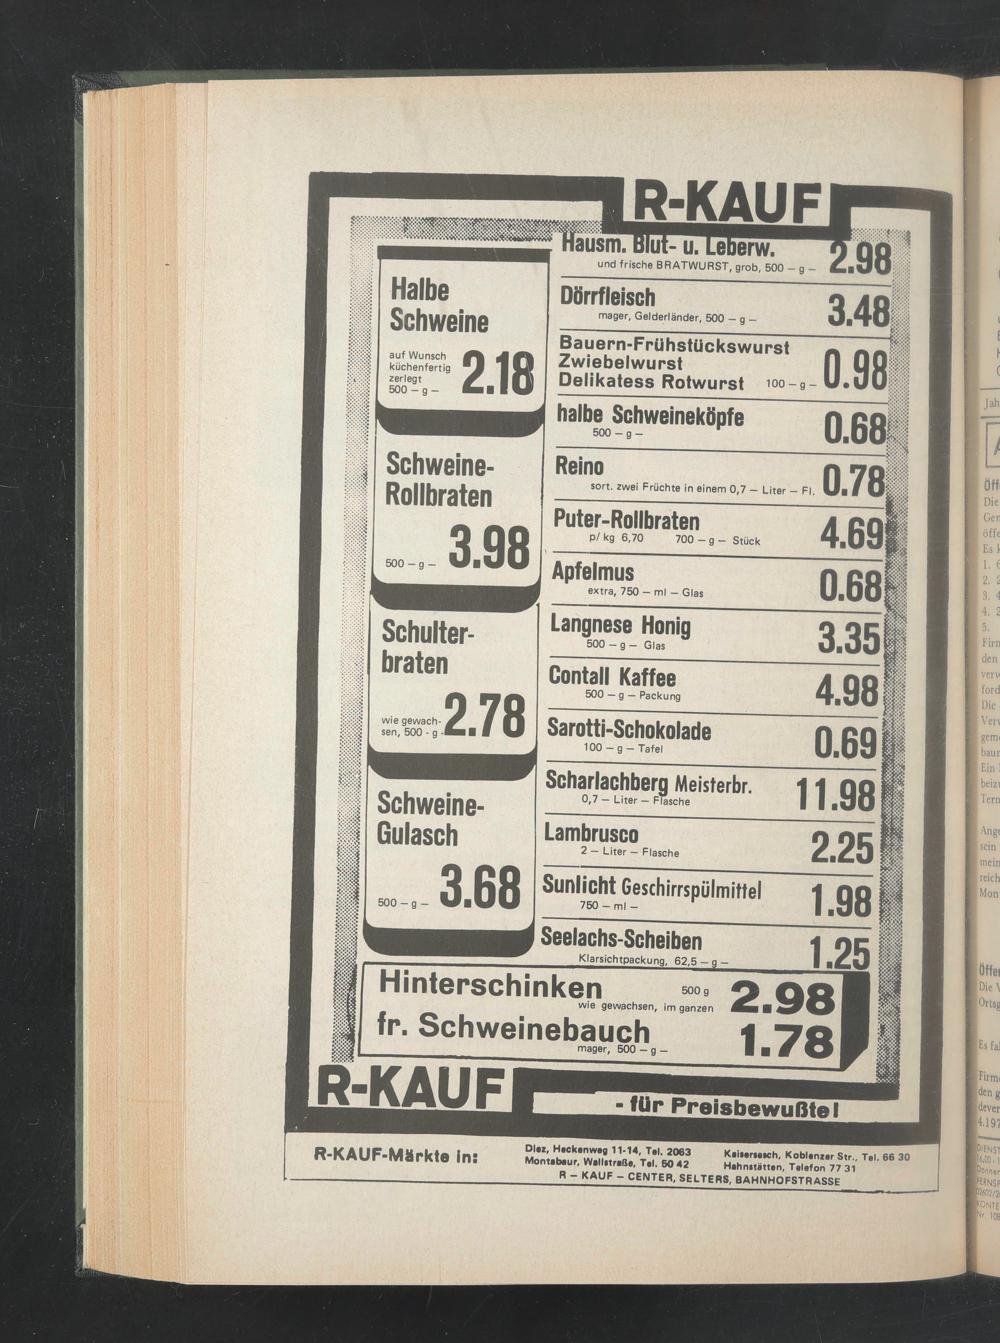 R-KAUF
Halbe
Schweine
auf Wunsch
küchenfertig
zerlegt
500 – g –
2.18
Schweine-
Rollbraten
500 – g – 3.98
Schulter-
braten
wie gewach-
sen, 500 - g -
2.78
Schweine-
Gulasch
500 – g – 3.68
Hausm. Blut- u. Leberw.
und frische BRATWURST, grob, 500 – g –
2.98
Dörrfleisch
mager, Gelderländer, 500 – g –
3.48
Bauern-Frühstückswurst
Zwiebelwurst
Delikatess Rotwurst 100 – g – 0.98
halbe Schweineköpfe
500 – g –
0.68
Reino
sort. zwei Früchte in einem 0,7 – Liter – Fl. 0.78
Puter-Rollbraten
p/ kg 6,70 700 – g – Stück
4.69
Apfelmus
extra, 750 – ml – Glas
0.68
Langnese Honig
500 – g – Glas
3.35
Contall Kaffee
500 – g – Packung
4.98
Sarotti-Schokolade
100 – g – Tafel
0.69
Scharlachberg Meisterbr.
0,7 – Liter – Flasche
11.98
Lambrusco
2 – Liter – Flasche
2.25
Sunlicht Geschirrspülmittel
750 – ml –
1.98
Seelachs-Scheiben
Klarsichtpackung, 62,5 – g –
1.25
Hinterschinken 500 g 2.98
wie gewachsen, im ganzen
fr. Schweinebauch 1.78
mager, 500 – g –
R-KAUF
- für Preisbewußte!
R-KAUF-Märkte in:
Diez, Heckenweg 11-14, Tel. 2063
Montabaur, Wallstraße, Tel. 50 42
Kaisersesch, Koblenzer Str., Tel. 66 30
Hahnstätten, Telefon 77 31
R – KAUF – CENTER, SELTERS, BAHNHOFSTRASSE